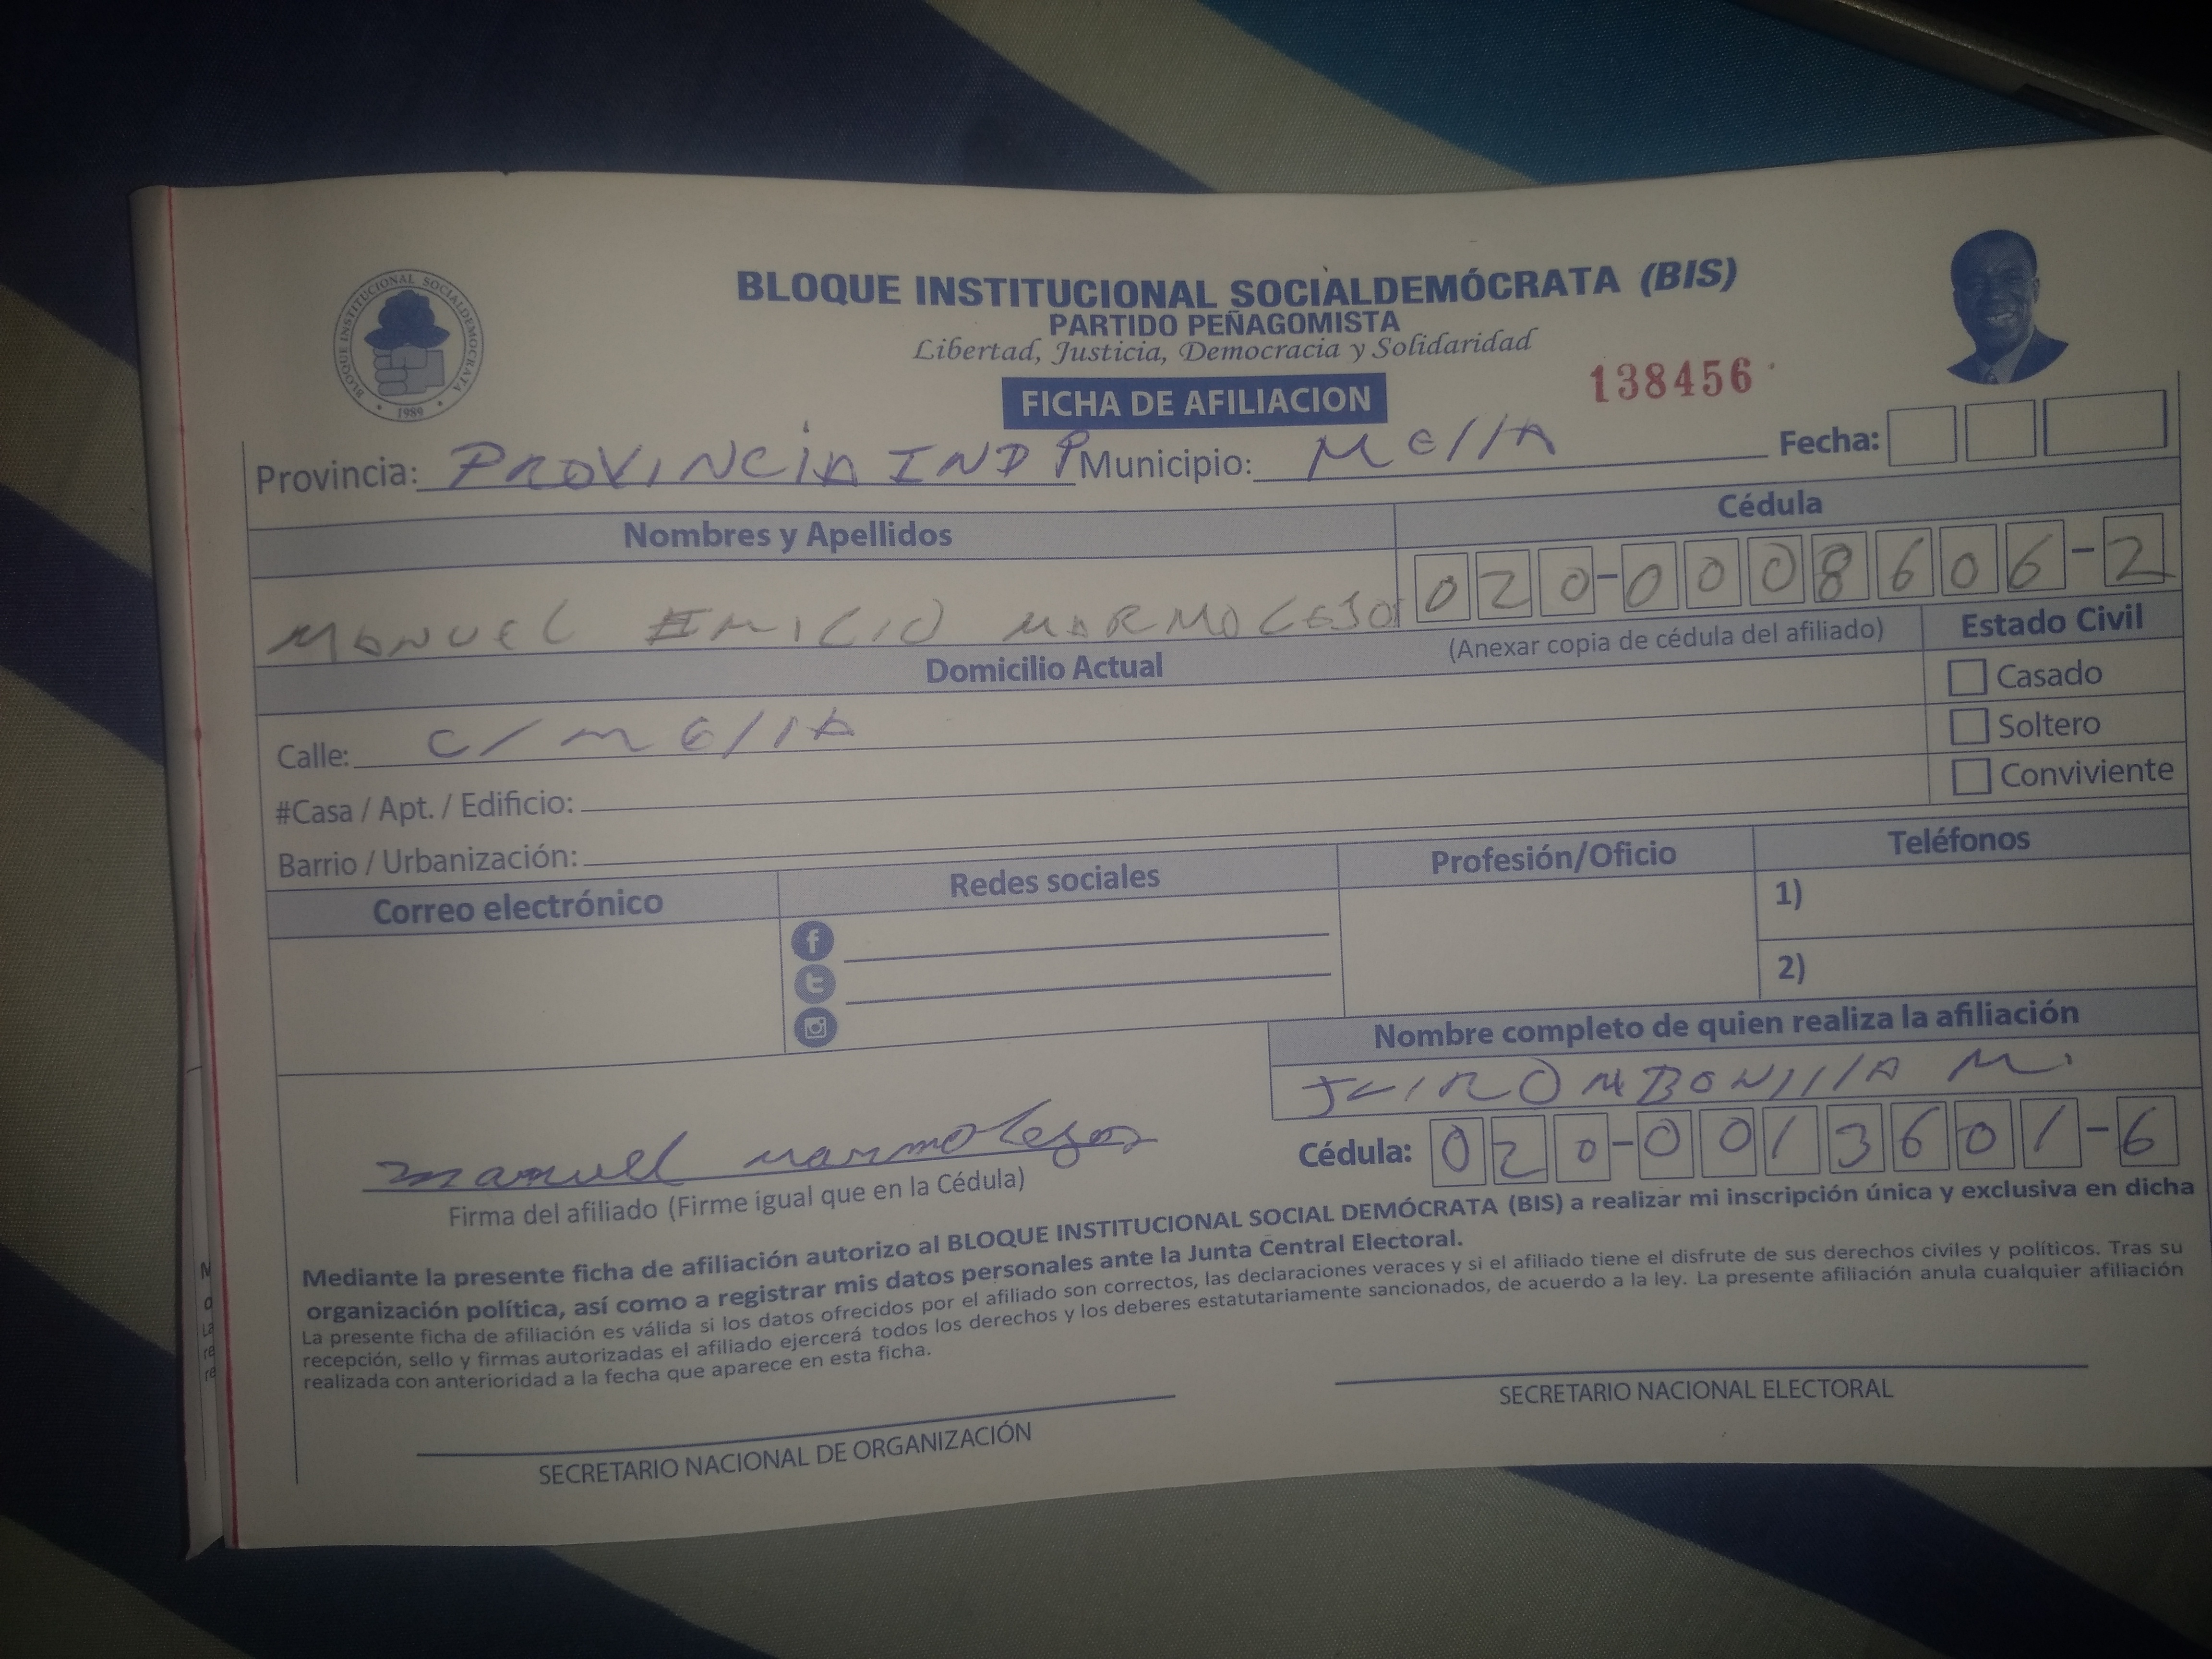 BLOQUE INSTITUCIONAL SOCIALDEMÓCRATA (BIS)
PARTIDO PEÑAGOMISTA
Libertad, Justicia, Democracia y Solidaridad
BLOQUE INSTITUCIONAL SOCIALDEMOCRATA
1989
FICHA DE AFILIACION
138456
Provincia: PROVINCIA IND P Municipio: MellA Fecha:
Nombres y Apellidos Cédula
MANUEL EMILIO MARMOLEJOS 020-0008606-2
(Anexar copia de cédula del afiliado) Estado Civil
Domicilio Actual
Casado
Calle: C/ mellA
Soltero
#Casa / Apt. / Edificio:
Conviviente
Barrio / Urbanización:
Correo electrónico Redes sociales Profesión/Oficio Teléfonos
1)
2)
Nombre completo de quien realiza la afiliación
BONIllA M.
manuel marmolejos
Cédula: 020-0013601-6
Firma del afiliado (Firme igual que en la Cédula)
Mediante la presente ficha de afiliación autorizo al BLOQUE INSTITUCIONAL SOCIAL DEMÓCRATA (BIS) a realizar mi inscripción única y exclusiva en dicha
organización política, así como a registrar mis datos personales ante la Junta Central Electoral.
La presente ficha de afiliación es válida si los datos ofrecidos por el afiliado son correctos, las declaraciones veraces y si el afiliado tiene el disfrute de sus derechos civiles y políticos. Tras su
recepción, sello y firmas autorizadas el afiliado ejercerá todos los derechos y los deberes estatutariamente sancionados, de acuerdo a la ley. La presente afiliación anula cualquier afiliación
realizada con anterioridad a la fecha que aparece en esta ficha.
SECRETARIO NACIONAL DE ORGANIZACIÓN
SECRETARIO NACIONAL ELECTORAL